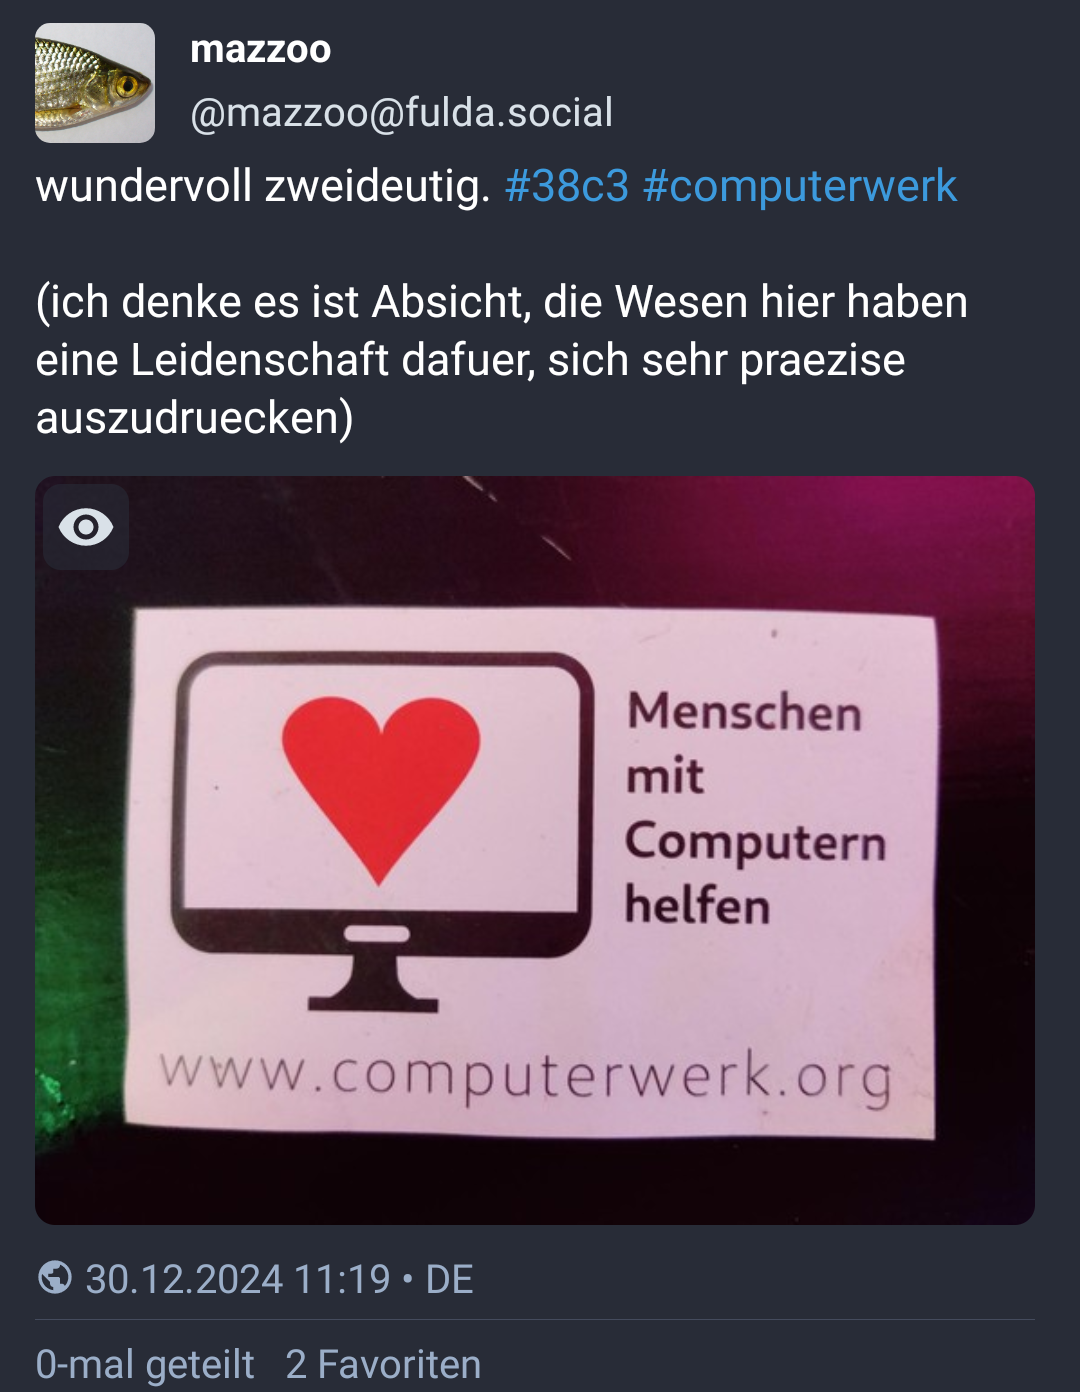 mazzoo
@mazzoo@fulda.social
wundervoll zweideutig. #38c3 #computerwerk
(ich denke es ist Absicht, die Wesen hier haben
eine Leidenschaft dafuer, sich sehr praezise
auszudruecken)
Menschen
mit
Computern
helfen
www.computerwerk.org
30.12.2024 11:19 • DE
0-mal geteilt 2 Favoriten